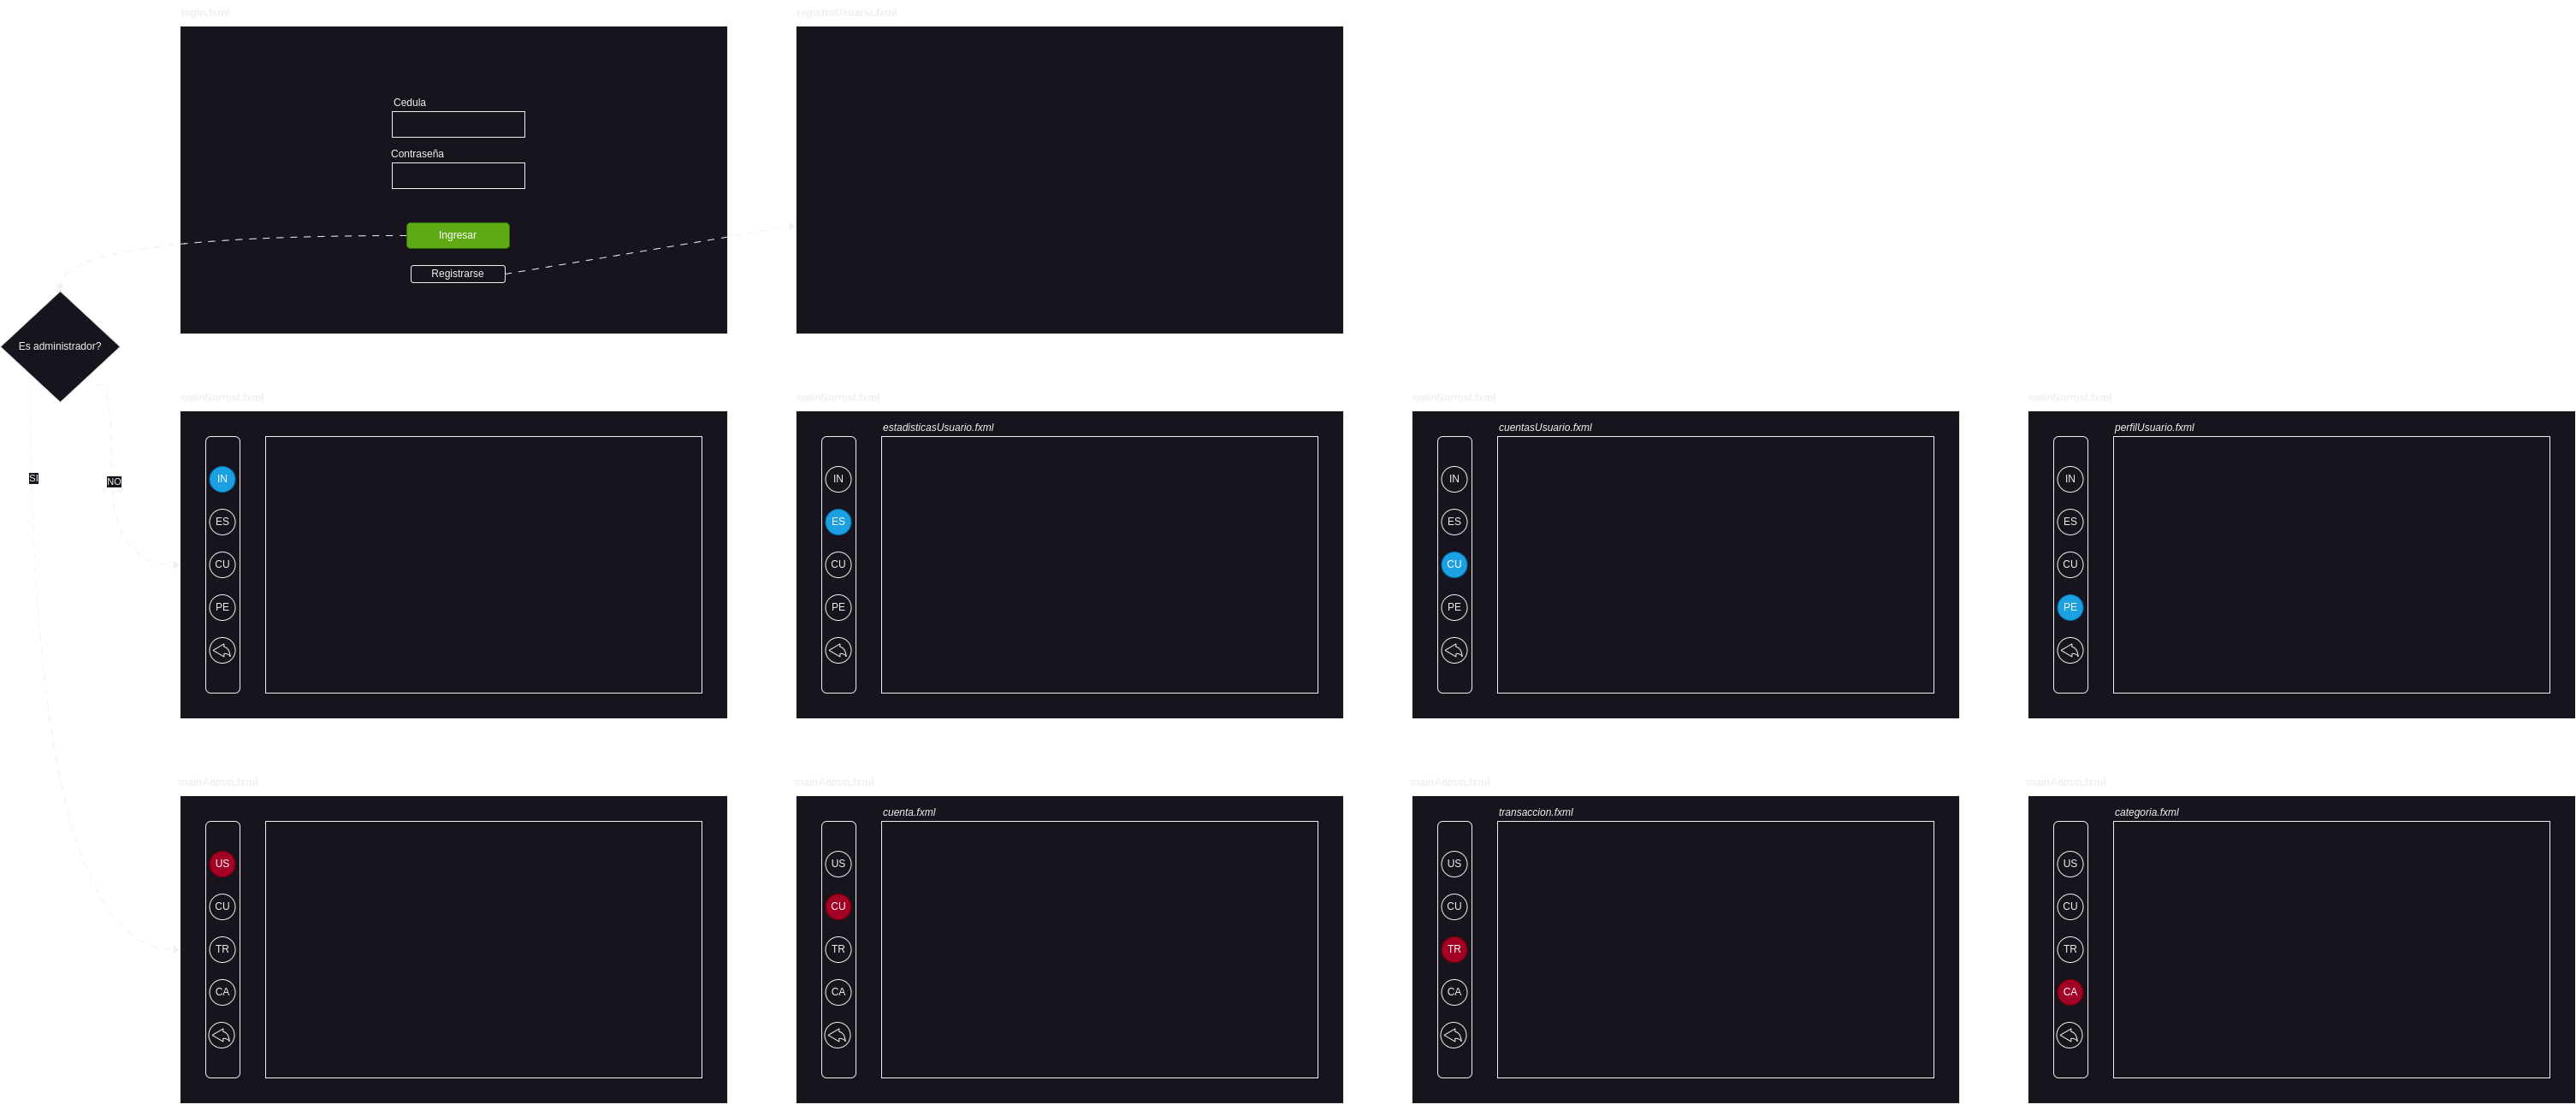 login.fxml
registroUsuario.fxml
Cedula
Contraseña
Ingresar
Registrarse
Es administrador?
SI
NO
mainNormal.fxml
IN
ES
CU
PE
mainNormal.fxml
estadisticasUsuario.fxml
IN
ES
CU
PE
mainNormal.fxml
cuentasUsuario.fxml
IN
ES
CU
PE
mainNormal.fxml
perfilUsuario.fxml
IN
ES
CU
PE
mainAdmin.fxml
US
CU
TR
CA
mainAdmin.fxml
cuenta.fxml
US
CU
TR
CA
mainAdmin.fxml
transaccion.fxml
US
CU
TR
CA
mainAdmin.fxml
categoria.fxml
US
CU
TR
CA